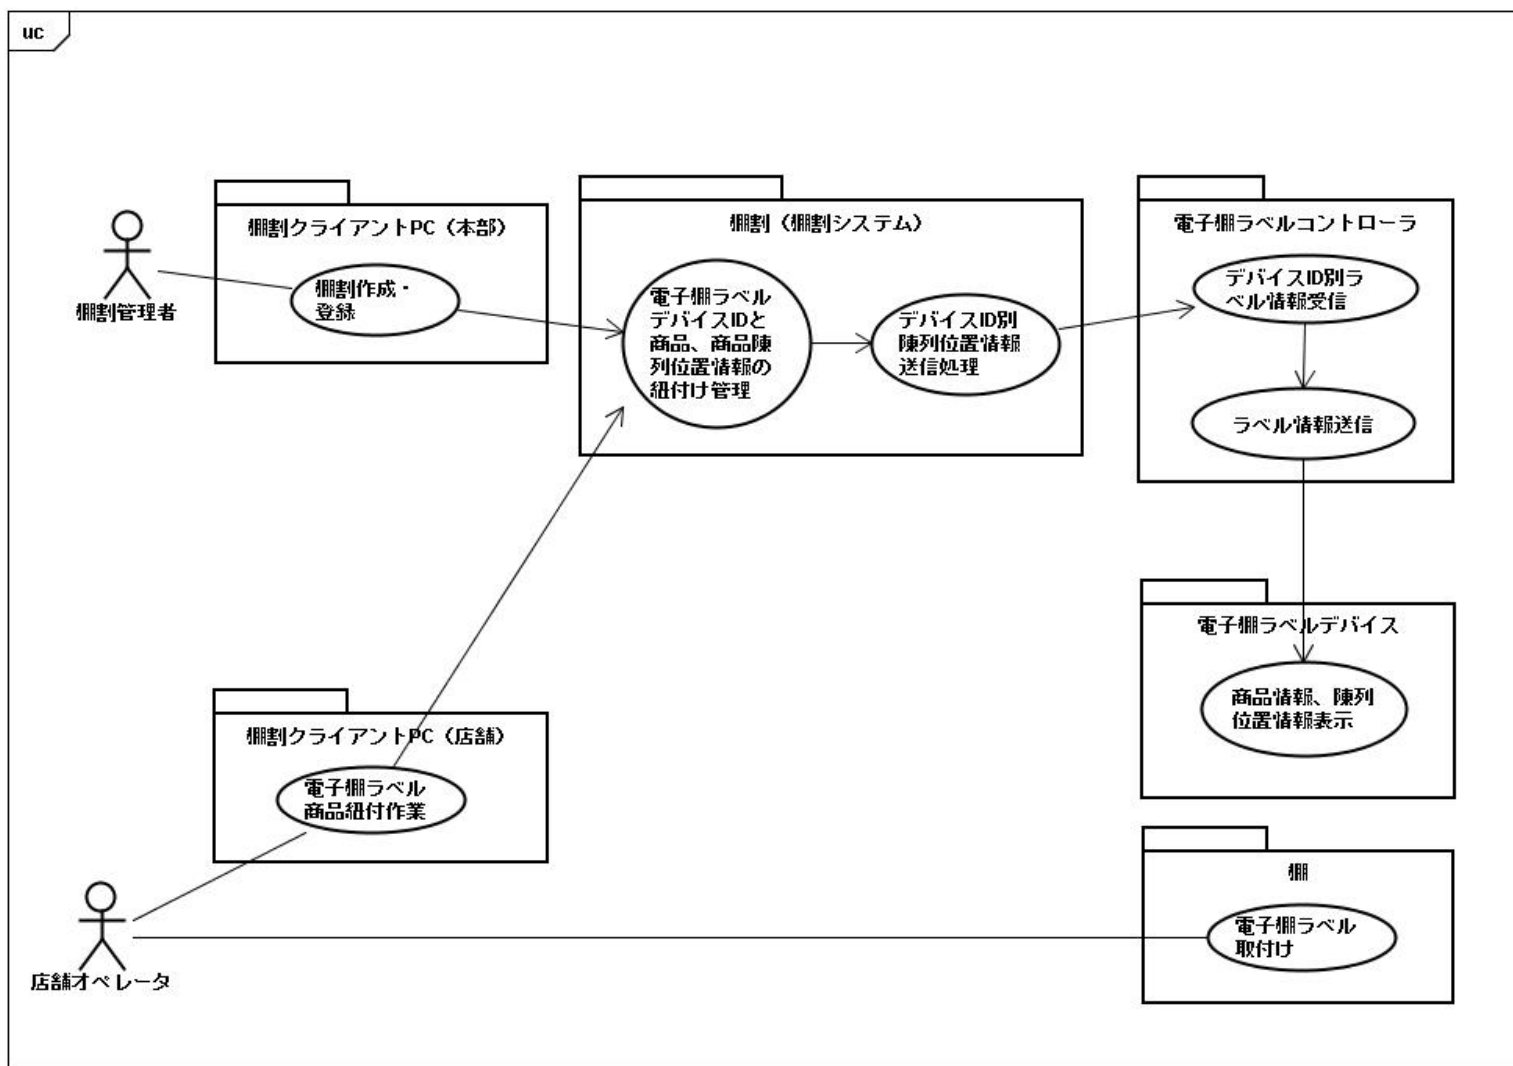 uc
棚割クライアントPC（本部）
棚割作成・
登録
棚割管理者
棚割（棚割システム）
電子棚ラベル
デバイスIDと
商品、商品陳
列位置情報の
紐付け管理
デバイスID別
陳列位置情報
送信処理
電子棚ラベルコントローラ
デバイスID別ラ
ベル情報受信
ラベル情報送信
電子棚ラベルデバイス
商品情報、陳列
位置情報表示
棚割クライアントPC（店舗）
電子棚ラベル
商品紐付作業
店舗オペレータ
棚
電子棚ラベル
取付け